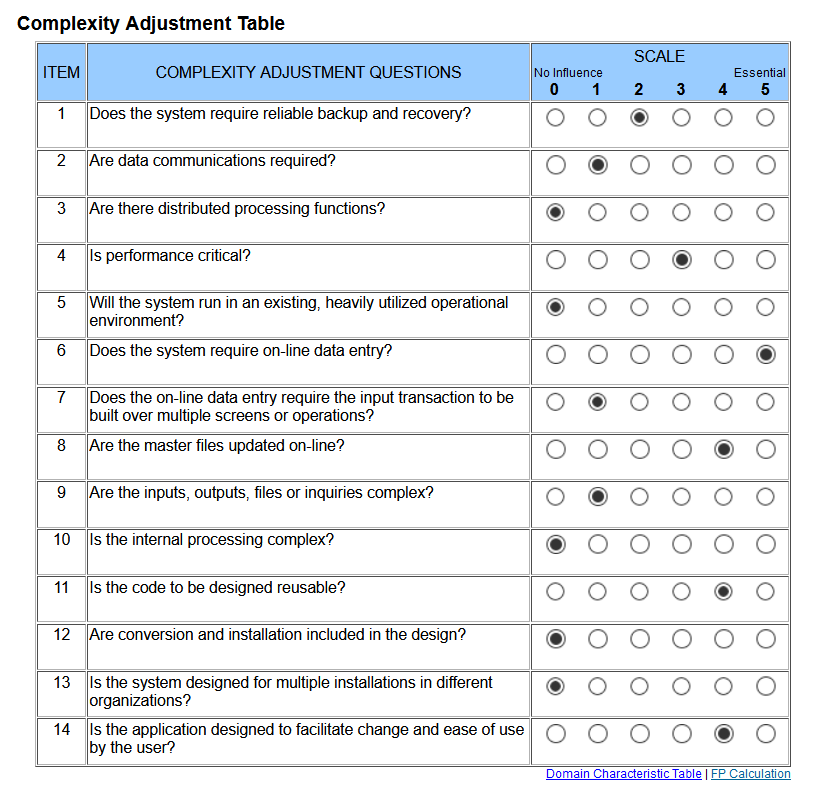 Complexity Adjustment Table
ITEM
COMPLEXITY ADJUSTMENT QUESTIONS
SCALE
No Influence Essential
0 1 2 3 4 5
1 Does the system require reliable backup and recovery?
2 Are data communications required?
3 Are there distributed processing functions?
4 Is performance critical?
5 Will the system run in an existing, heavily utilized operational
environment?
6 Does the system require on-line data entry?
7 Does the on-line data entry require the input transaction to be
built over multiple screens or operations?
8 Are the master files updated on-line?
9 Are the inputs, outputs, files or inquiries complex?
10 Is the internal processing complex?
11 Is the code to be designed reusable?
12 Are conversion and installation included in the design?
13 Is the system designed for multiple installations in different
organizations?
14 Is the application designed to facilitate change and ease of use
by the user?
Domain Characteristic Table | FP Calculation